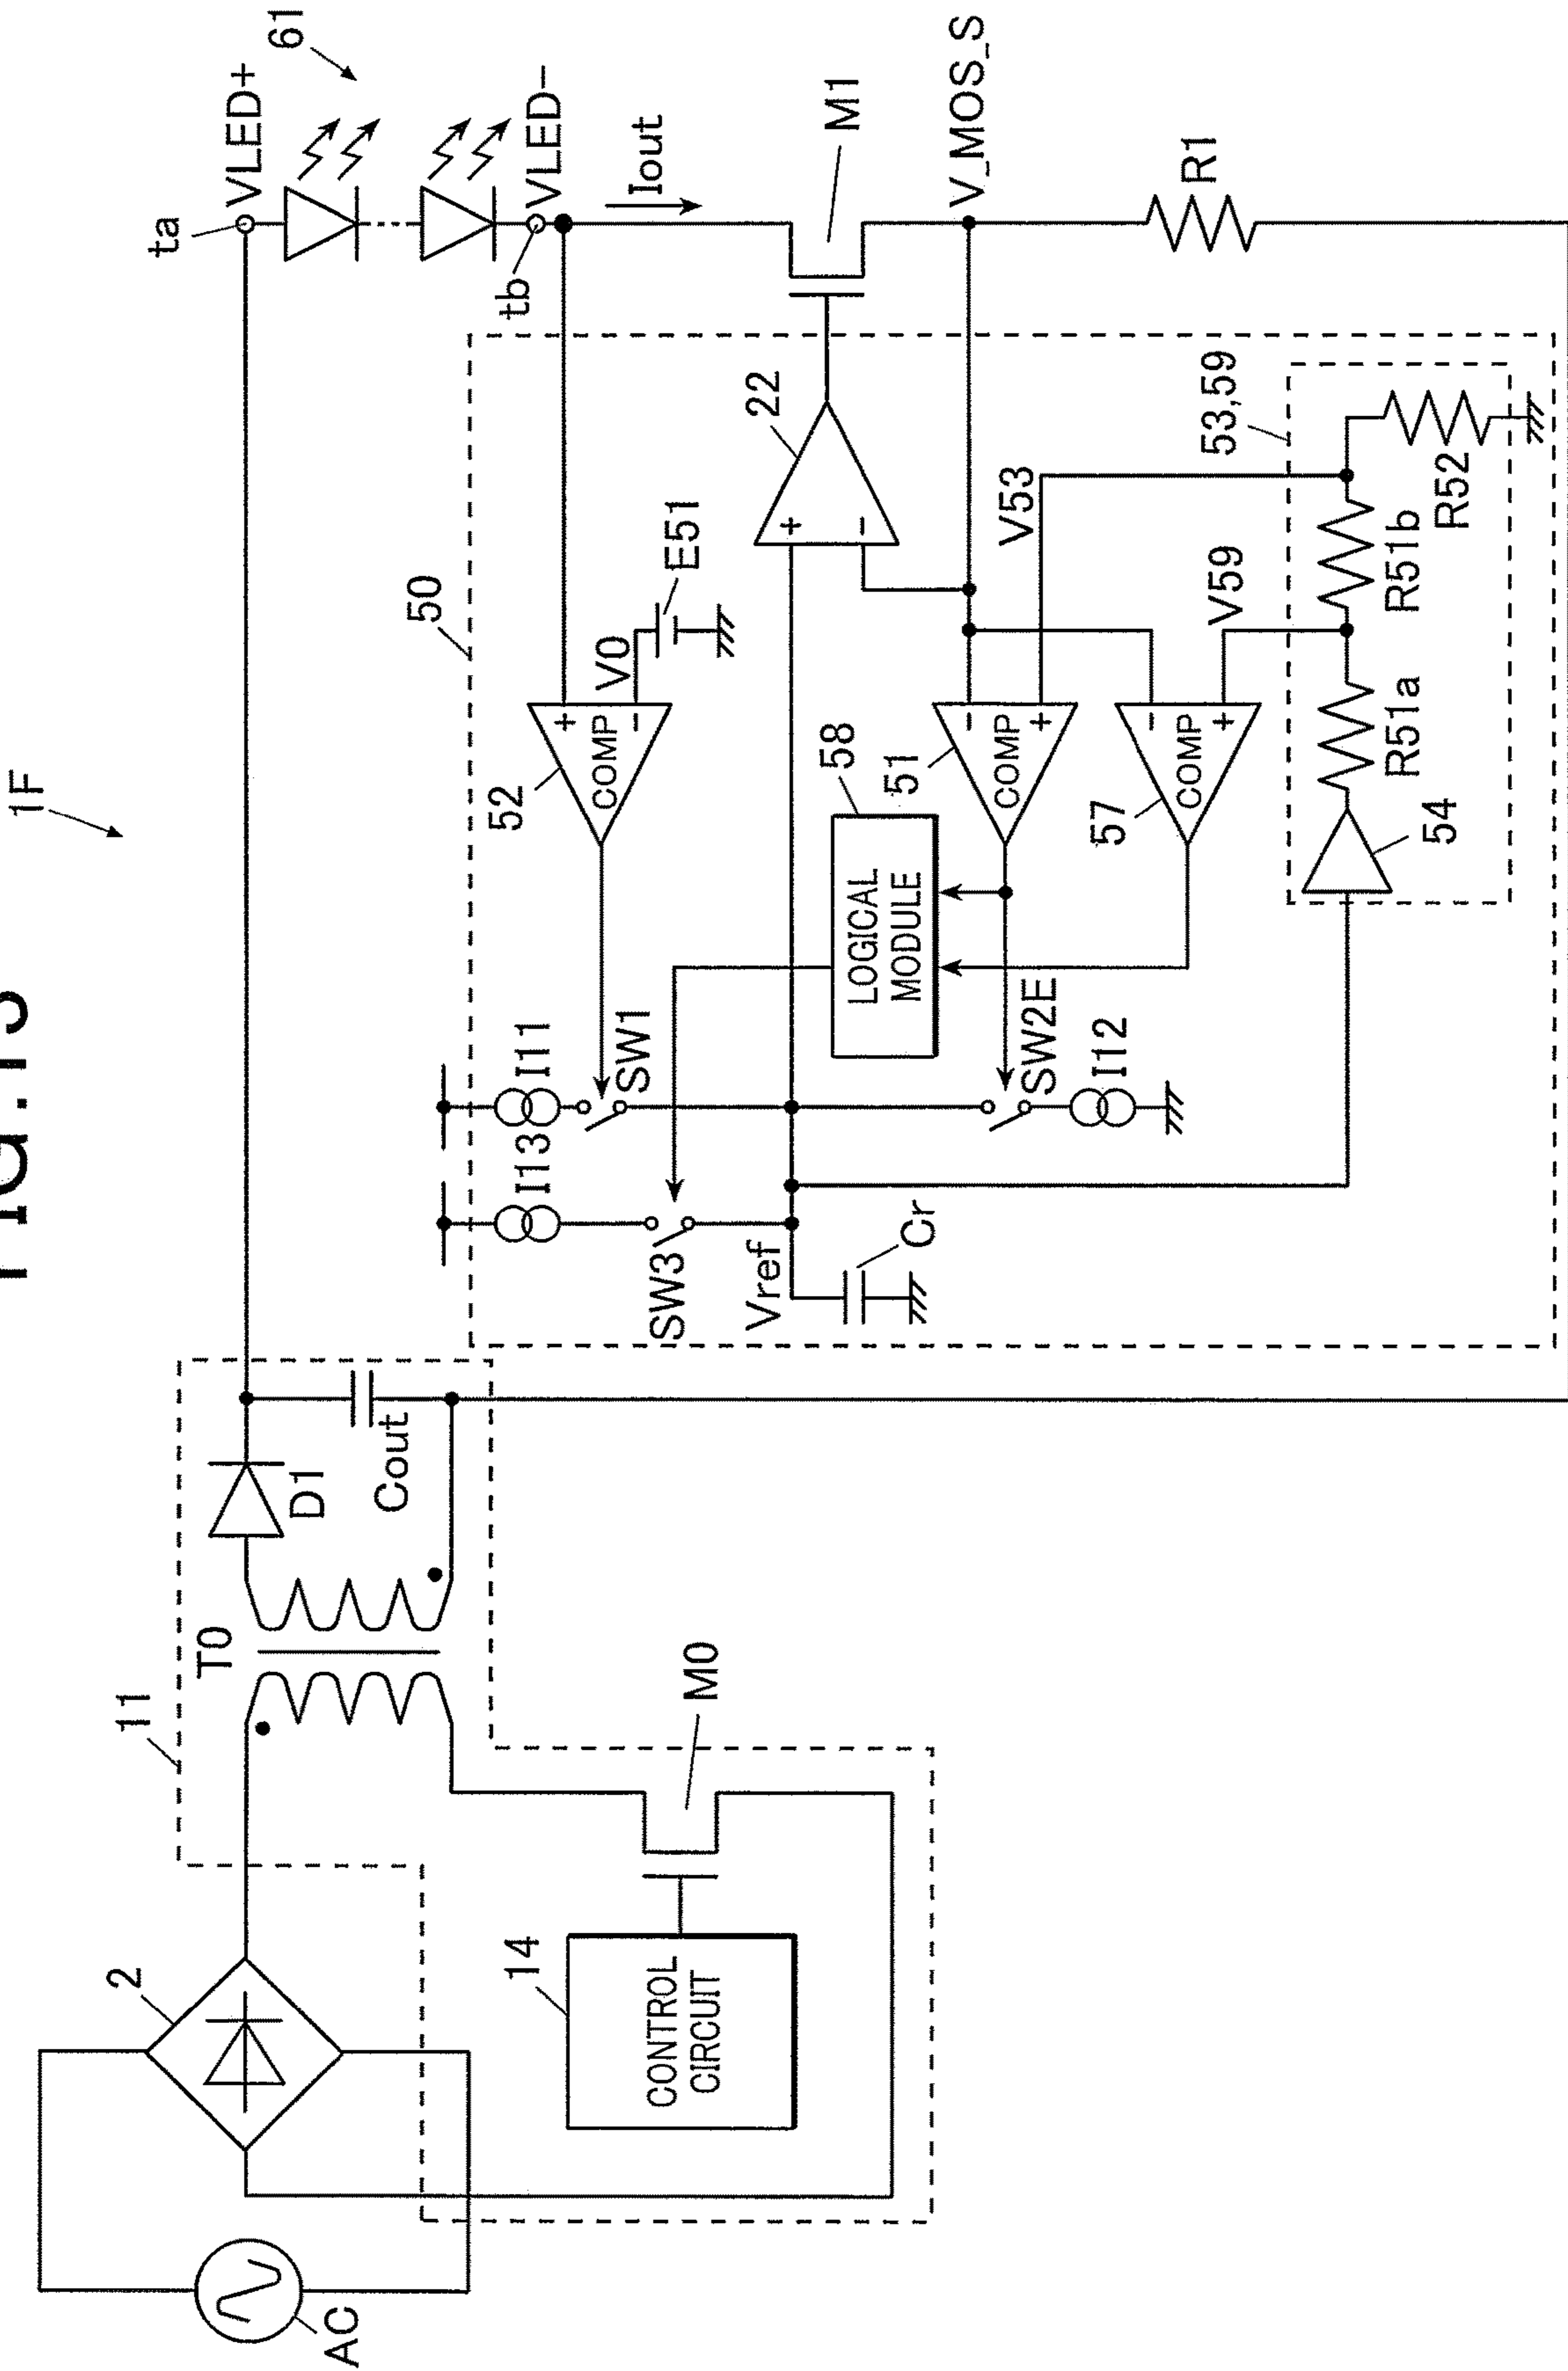 1F
11
2
AC
14
CONTROL
CIRCUIT
M0
T0
D1
Cout
ta
VLED+
61
tb
VLED-
Iout
M1
V_MOS_S
R1
50
52
COMP
+
-
V0
E51
22
+
-
I13
I11
SW3
SW1
Vref
Cr
58
LOGICAL
MODULE
SW2E
I12
51
COMP
-
+
V53
57
COMP
-
+
V59
53,59
54
R51a
R51b
R52